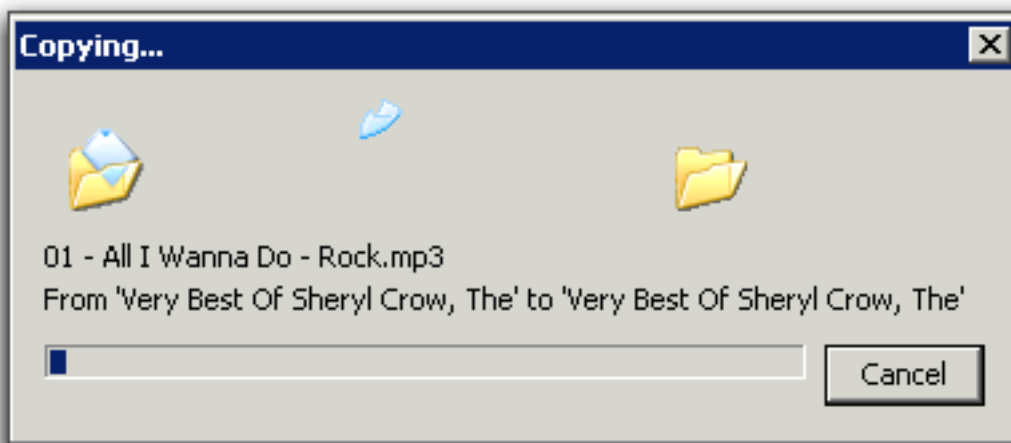 Copying...
01 - All I Wanna Do - Rock.mp3
From 'Very Best Of Sheryl Crow, The' to 'Very Best Of Sheryl Crow, The'
Cancel